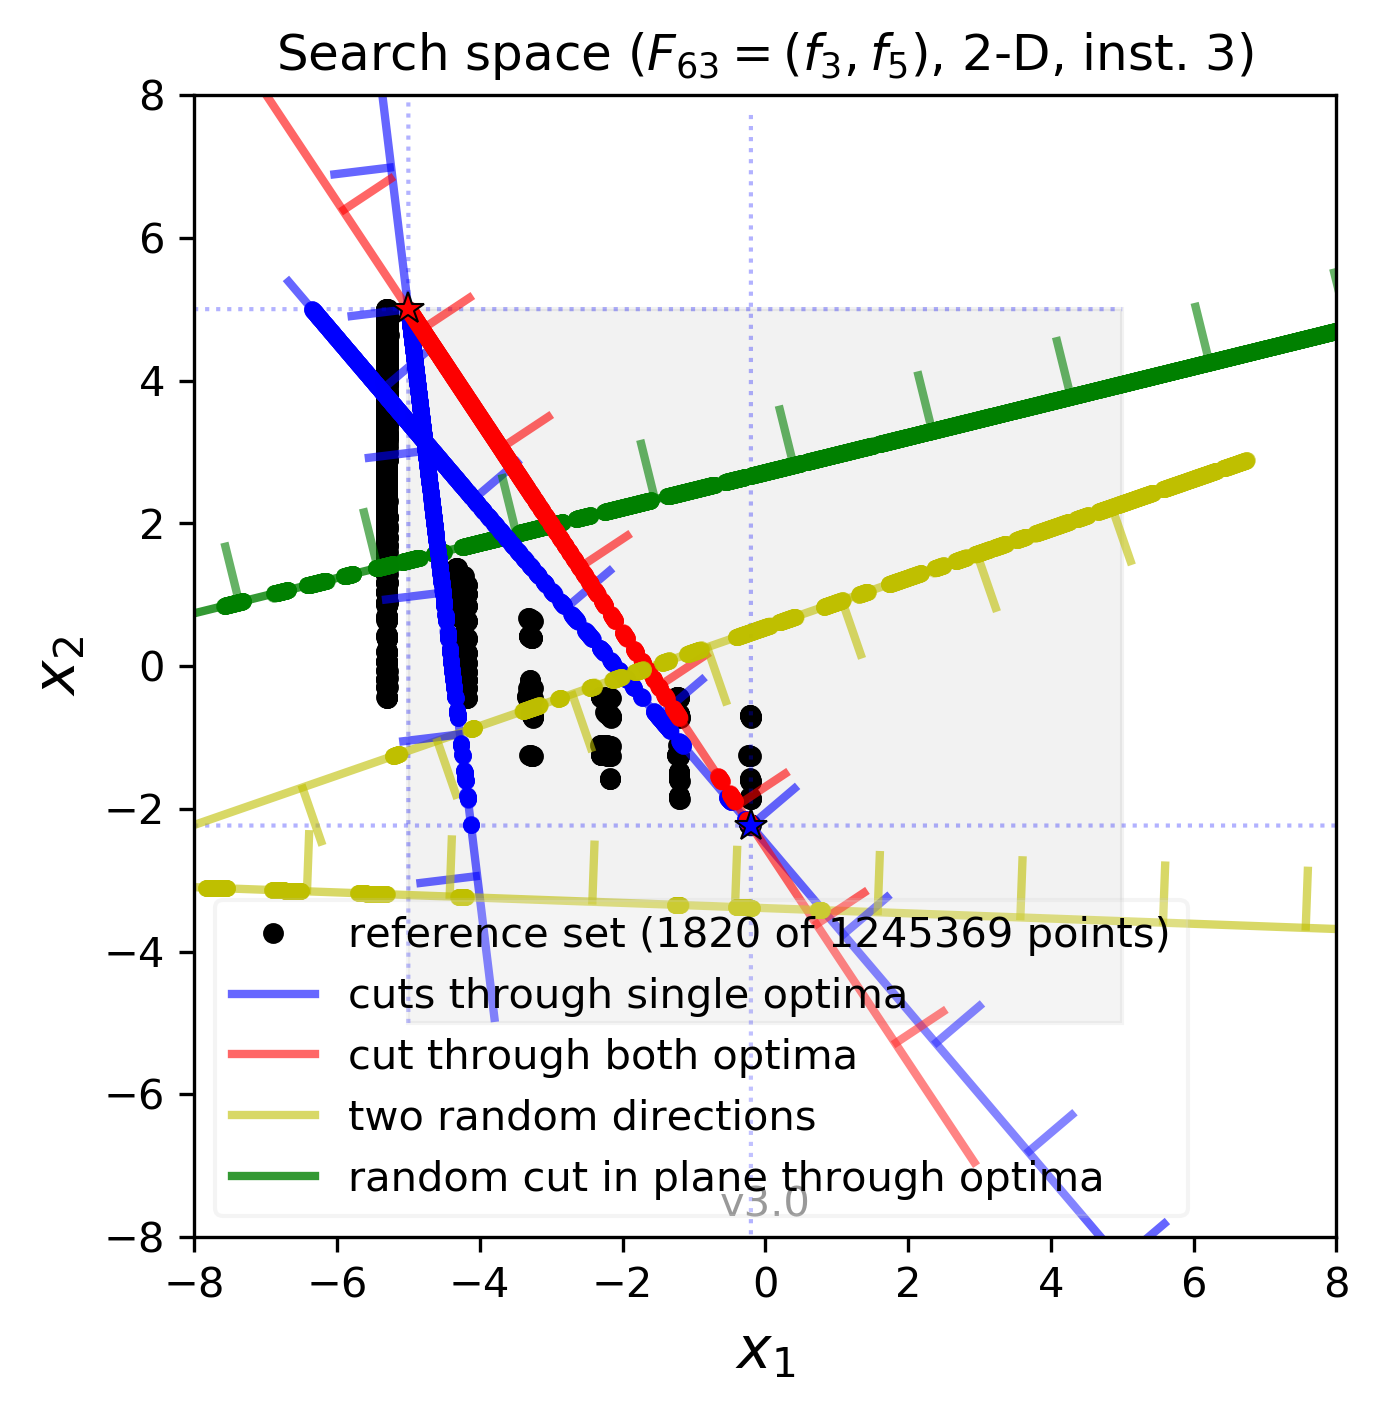 Search space (F₆₃ = (f₃, f₅), 2-D, inst. 3)
8
6
4
2
0
−2
−4
−6
−8
x₂
reference set (1820 of 1245369 points)
cuts through single optima
cut through both optima
two random directions
random cut in plane through optima
v3.0
−8 −6 −4 −2 0 2 4 6 8
x₁